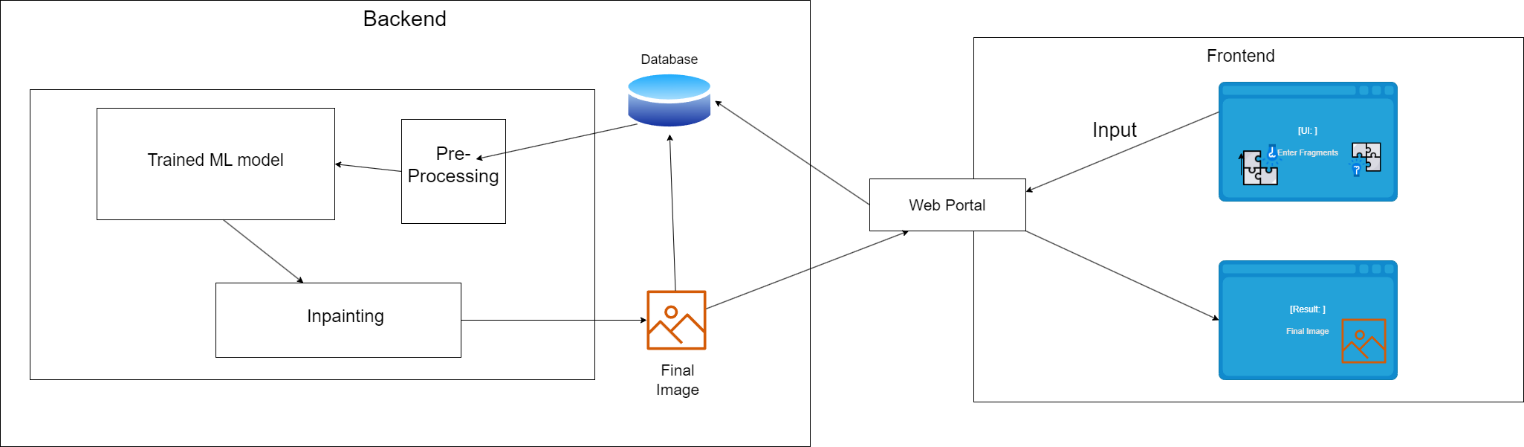 Backend
Database
Trained ML model
Pre-
Processing
Inpainting
Final
Image
Web Portal
Input
Frontend
[UI: ]
Enter Fragments
7
[Result: ]
Final Image